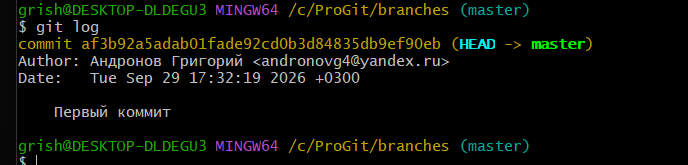 grish@DESKTOP-DLDEGU3 MINGW64 /c/ProGit/branches (master)
$ git log
commit af3b92a5adab01fade92cd0b3d84835db9ef90eb (HEAD -> master)
Author: Андронов Григорий <andronovg4@yandex.ru>
Date:   Tue Sep 29 17:32:19 2026 +0300
    Первый коммит
grish@DESKTOP-DLDEGU3 MINGW64 /c/ProGit/branches (master)
$